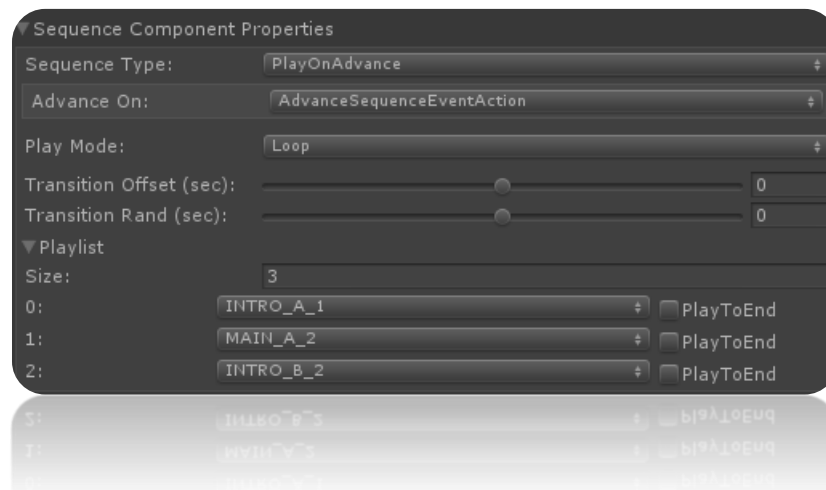 Sequence Component Properties
Sequence Type: PlayOnAdvance
Advance On: AdvanceSequenceEventAction
Play Mode: Loop
Transition Offset (sec): 0
Transition Rand (sec): 0
Playlist
Size: 3
0: INTRO_A_1 PlayToEnd
1: MAIN_A_2 PlayToEnd
2: INTRO_B_2 PlayToEnd